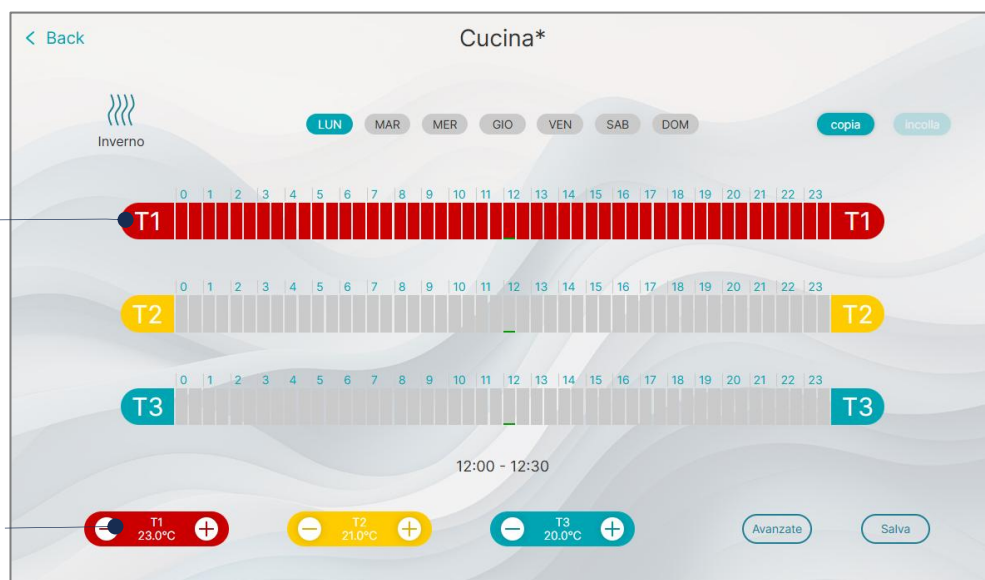 Back
Cucina*
Inverno
LUN MAR MER GIO VEN SAB DOM
copia incolla
0 1 2 3 4 5 6 7 8 9 10 11 12 13 14 15 16 17 18 19 20 21 22 23
T1 T1
0 1 2 3 4 5 6 7 8 9 10 11 12 13 14 15 16 17 18 19 20 21 22 23
T2 T2
0 1 2 3 4 5 6 7 8 9 10 11 12 13 14 15 16 17 18 19 20 21 22 23
T3 T3
12:00 - 12:30
T1
23.0°C
T2
21.0°C
T3
20.0°C
Avanzate
Salva